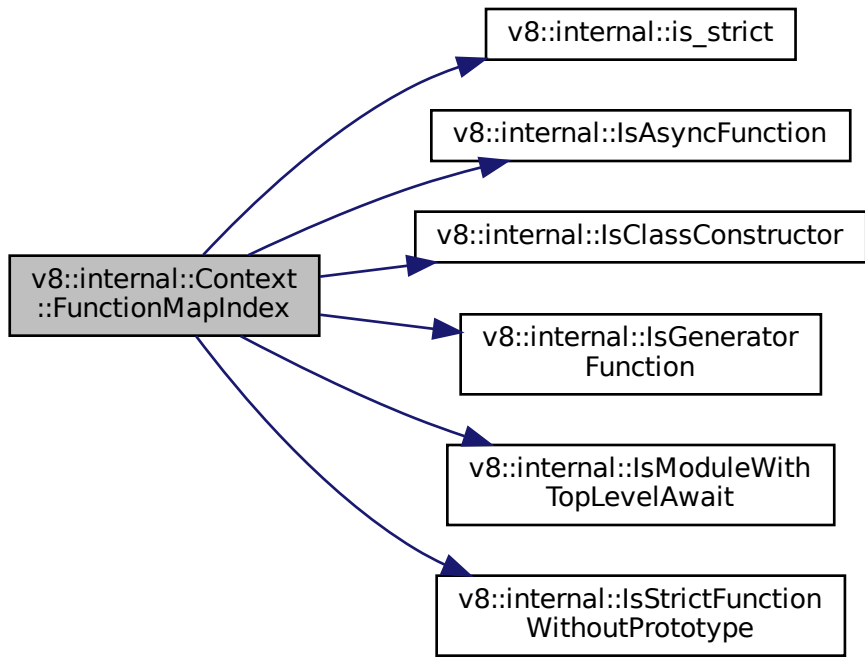 v8::internal::Context
::FunctionMapIndex
v8::internal::is_strict
v8::internal::IsAsyncFunction
v8::internal::IsClassConstructor
v8::internal::IsGenerator
Function
v8::internal::IsModuleWith
TopLevelAwait
v8::internal::IsStrictFunction
WithoutPrototype